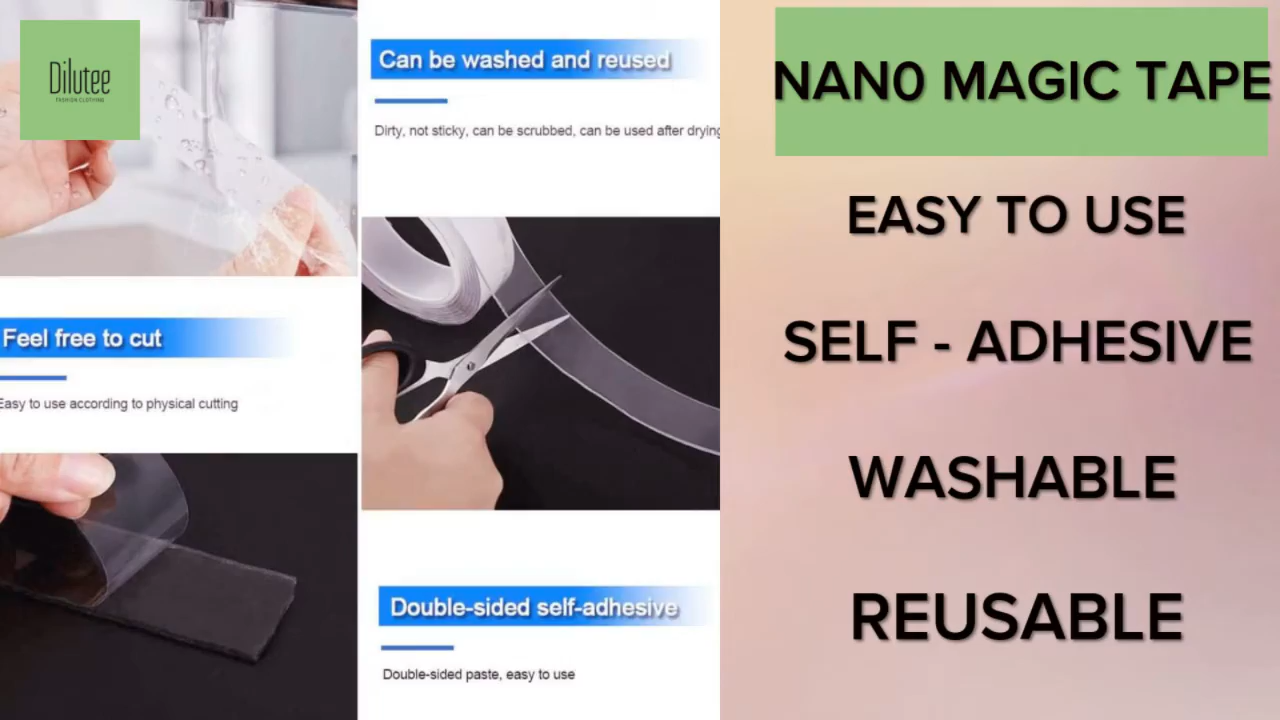 Dilutee
FASHION CLOTHING
Can be washed and reused
Dirty, not sticky, can be scrubbed, can be used after drying
Feel free to cut
Easy to use according to physical cutting
Double-sided self-adhesive
Double-sided paste, easy to use
NAN0 MAGIC TAPE
EASY TO USE
SELF - ADHESIVE
WASHABLE
REUSABLE